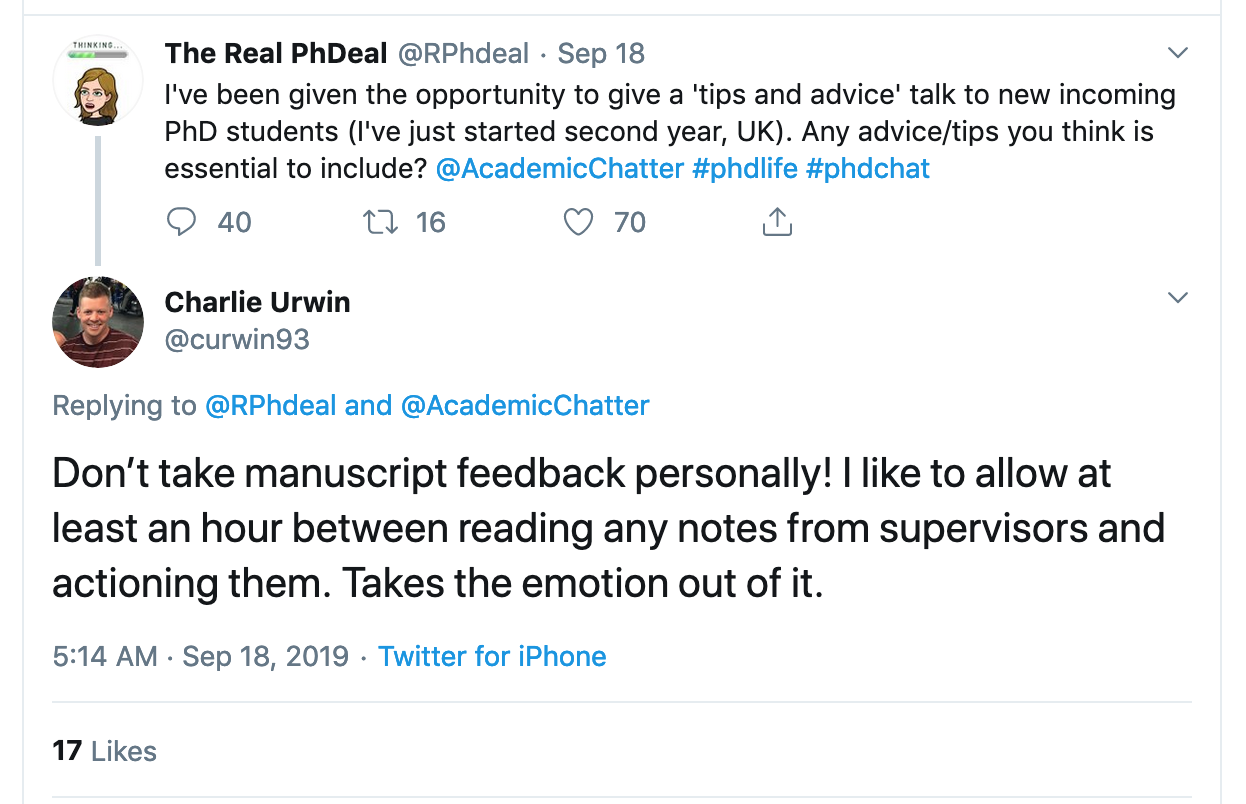 THINKING...
The Real PhDeal @RPhdeal · Sep 18
I've been given the opportunity to give a 'tips and advice' talk to new incoming
PhD students (I've just started second year, UK). Any advice/tips you think is
essential to include? @AcademicChatter #phdlife #phdchat
40 16 70
Charlie Urwin
@curwin93
Replying to @RPhdeal and @AcademicChatter
Don’t take manuscript feedback personally! I like to allow at
least an hour between reading any notes from supervisors and
actioning them. Takes the emotion out of it.
5:14 AM · Sep 18, 2019 · Twitter for iPhone
17 Likes